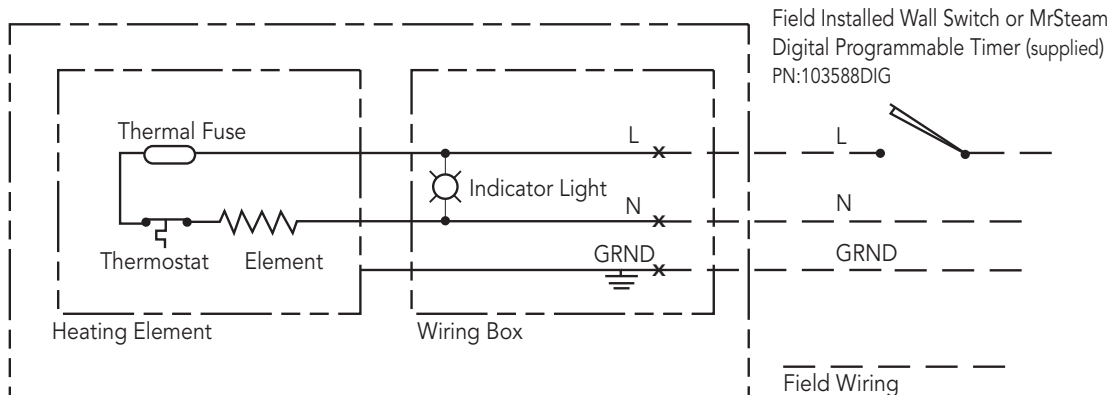 Field Installed Wall Switch or MrSteam
Digital Programmable Timer (supplied)
PN:103588DIG
Thermal Fuse
L
L
Indicator Light
N
N
Thermostat
Element
GRND
GRND
Heating Element
Wiring Box
Field Wiring